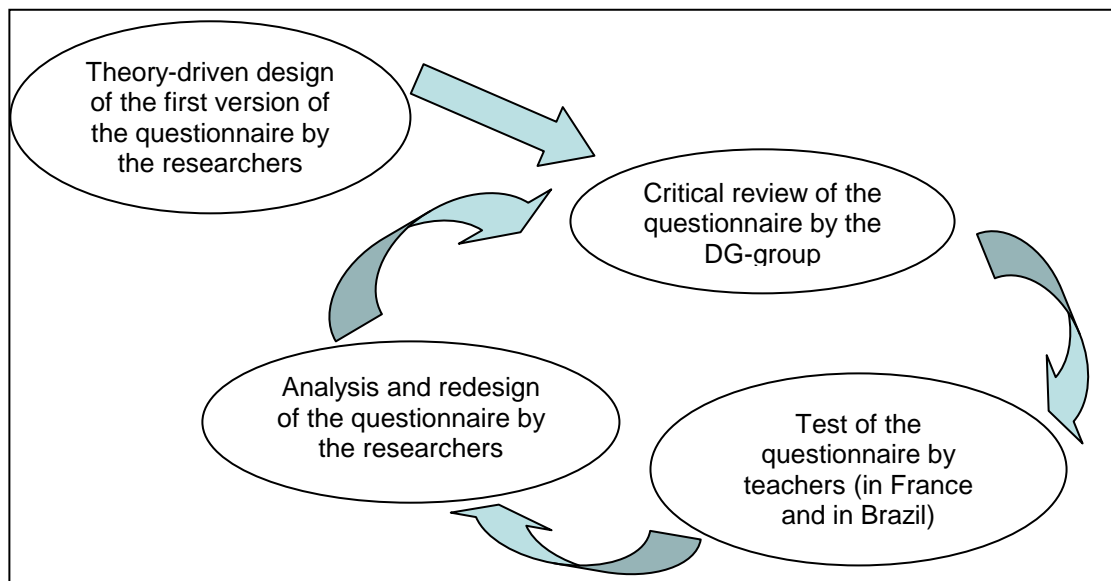 Theory-driven design
of the first version of
the questionnaire by
the researchers
Critical review of the
questionnaire by the
DG-group
Analysis and redesign
of the questionnaire by
the researchers
Test of the
questionnaire by
teachers (in France
and in Brazil)